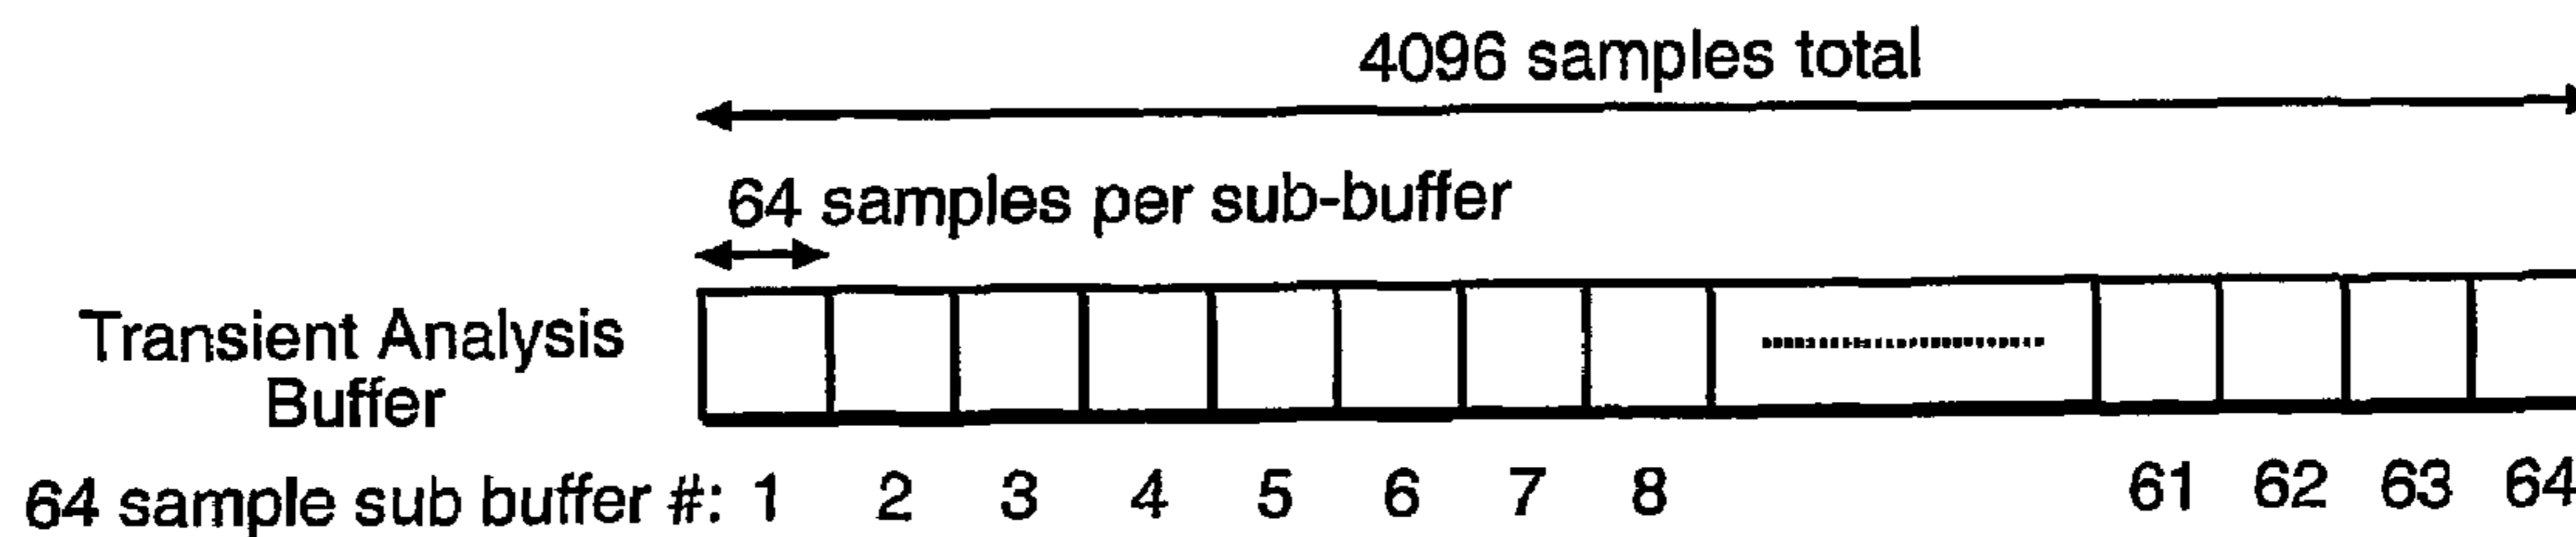 4096 samples total
64 samples per sub-buffer
Transient Analysis
Buffer
64 sample sub buffer #: 1 2 3 4 5 6 7 8 61 62 63 64